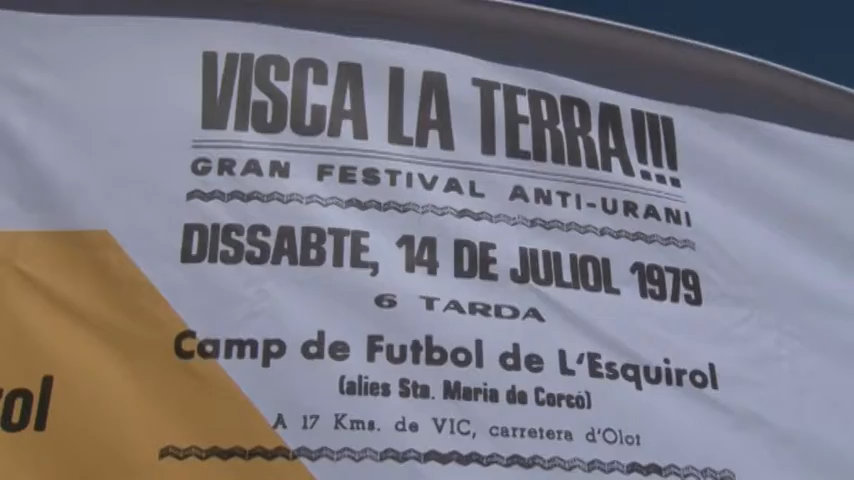 VISCA LA TERRA!!!
GRAN FESTIVAL ANTI-URANI
DISSABTE, 14 DE JULIOL 1979
6 TARDA
Camp de Futbol de L'Esquirol
(alies Sta. Maria de Corcó)
A 17 Kms. de VIC, carretera d'Olot
rol